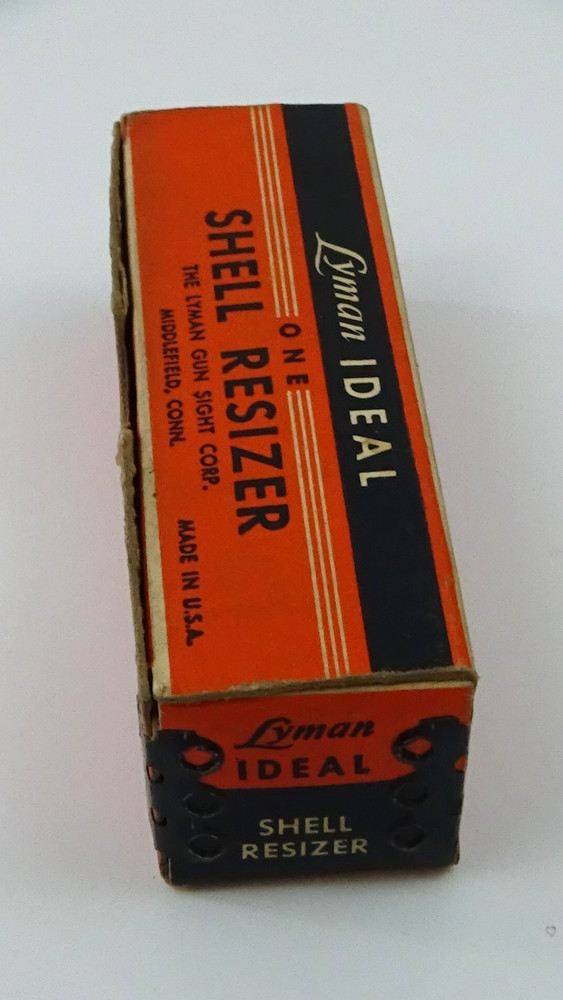 Lyman IDEAL
ONE
SHELL RESIZER
THE LYMAN GUN SIGHT CORP.
MIDDLEFIELD, CONN. MADE IN U.S.A.
Lyman
IDEAL
SHELL
RESIZER